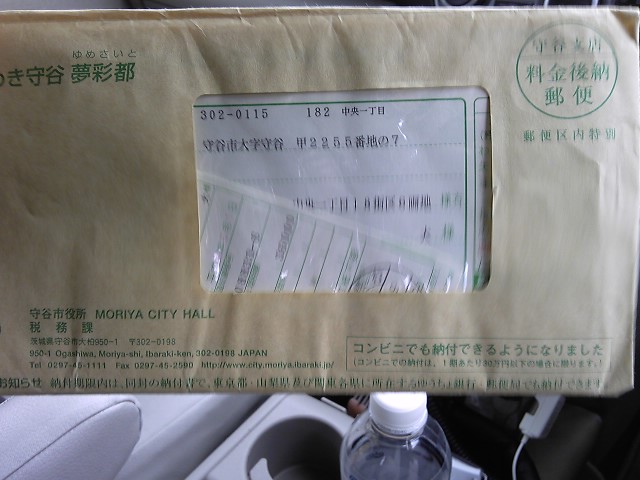 ゆめさいと
き守谷 夢彩都
守谷支店
料金後納
郵便
郵便区内特別
302-0115 182 中央一丁目
守谷市大字守谷 甲2255番地の7
中央一丁目18街区6画地
様
守谷市役所 MORIYA CITY HALL
税務課
茨城県守谷市大柏950-1 〒302-0198
950-1 Ogashiwa, Moriya-shi, Ibaraki-ken, 302-0198 JAPAN
Tel 0297-45-1111 Fax 0297-45-2590 http://www.city.moriya.ibaraki.jp/
コンビニでも納付できるようになりました
(コンビニでの納付は、1期あたり30万円以下の場合に限ります。)
お知らせ 納付期限内は、同封の納付書で、東京都・山梨県及び関東各県に所在するゆうちょ銀行・郵便局でも納付できます